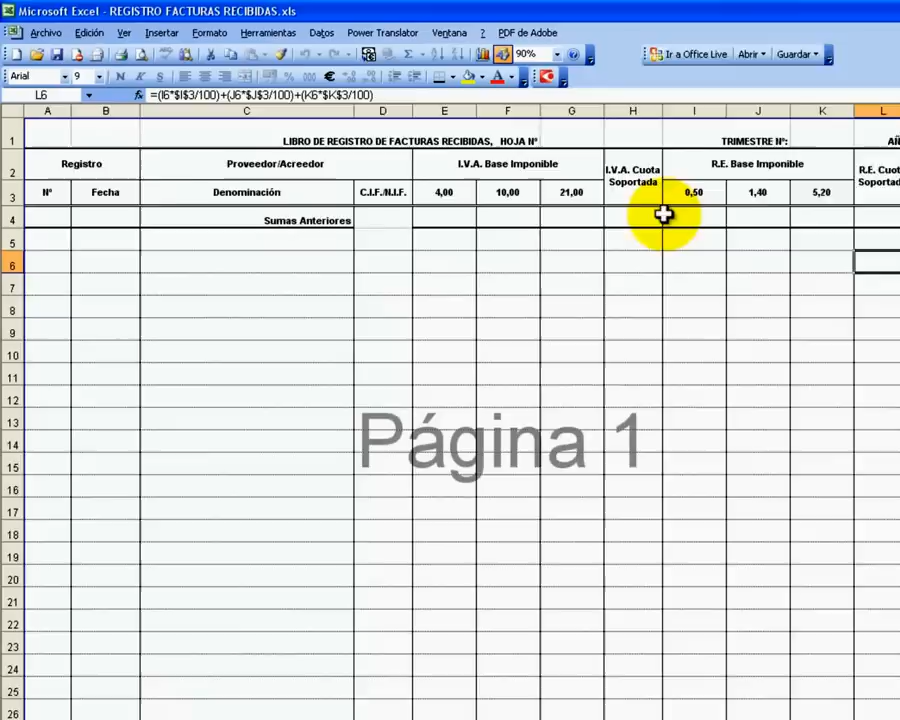 Microsoft Excel - REGISTRO FACTURAS RECIBIDAS.xls
Archivo Edición Ver Insertar Formato Herramientas Datos Power Translator Ventana ? PDF de Adobe
90% Ir a Office Live Abrir Guardar
Arial 9 N K S % 000 €
L6 fx =(I6*$I$3/100)+(J6*$J$3/100)+(K6*$K$3/100)
A B C D E F G H I J K L
1 LIBRO DE REGISTRO DE FACTURAS RECIBIDAS, HOJA Nº TRIMESTRE Nº: AÑ
2 Registro Proveedor/Acreedor I.V.A. Base Imponible I.V.A. Cuota Soportada R.E. Base Imponible R.E. Cuot Soportad
3 Nº Fecha Denominación C.I.F./N.I.F. 4,00 10,00 21,00 0,50 1,40 5,20
4 Sumas Anteriores
5
6
7
8
9
10
11
12
13
14
15
16
17
18
19
20
21
22
23
24
25
26
Página 1